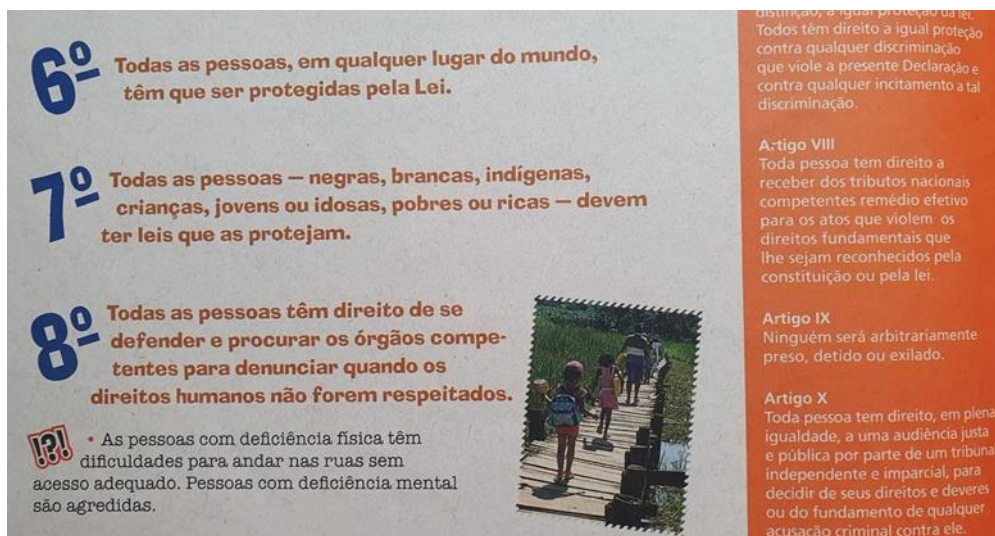 6º Todas as pessoas, em qualquer lugar do mundo,
têm que ser protegidas pela Lei.
7º Todas as pessoas — negras, brancas, indígenas,
crianças, jovens ou idosas, pobres ou ricas — devem
ter leis que as protejam.
8º Todas as pessoas têm direito de se
defender e procurar os órgãos compe-
tentes para denunciar quando os
direitos humanos não forem respeitados.
!?! • As pessoas com deficiência física têm
dificuldades para andar nas ruas sem
acesso adequado. Pessoas com deficiência mental
são agredidas.
distinção, a igual proteção da lei.
Todos têm direito a igual proteção
contra qualquer discriminação
que viole a presente Declaração e
contra qualquer incitamento a tal
discriminação.
Artigo VIII
Toda pessoa tem direito a
receber dos tributos nacionais
competentes remédio efetivo
para os atos que violem os
direitos fundamentais que
lhe sejam reconhecidos pela
constituição ou pela lei.
Artigo IX
Ninguém será arbitrariamente
preso, detido ou exilado.
Artigo X
Toda pessoa tem direito, em plena
igualdade, a uma audiência justa
e pública por parte de um tribuna
independente e imparcial, para
decidir de seus direitos e deveres
ou do fundamento de qualquer
acusação criminal contra ele.